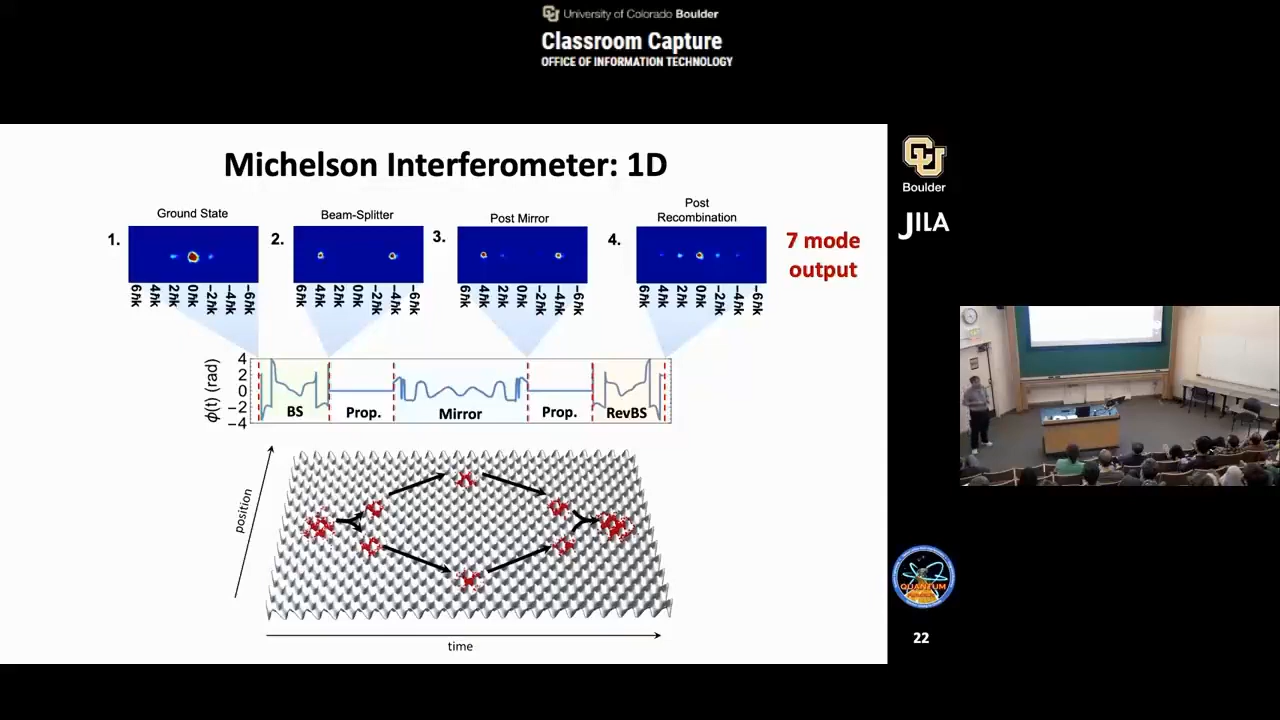 University of Colorado Boulder
Classroom Capture
OFFICE OF INFORMATION TECHNOLOGY
Michelson Interferometer: 1D
Ground State
Beam-Splitter
Post Mirror
Post
Recombination
1.
2.
3.
4.
7 mode
output
6ℏk 4ℏk 2ℏk 0ℏk -2ℏk -4ℏk -6ℏk
6ℏk 4ℏk 2ℏk 0ℏk -2ℏk -4ℏk -6ℏk
6ℏk 4ℏk 2ℏk 0ℏk -2ℏk -4ℏk -6ℏk
6ℏk 4ℏk 2ℏk 0ℏk -2ℏk -4ℏk -6ℏk
ϕ(t) (rad)
4
2
0
−2
−4
BS
Prop.
Mirror
Prop.
RevBS
position
time
CU
Boulder
JILA
QUANTUM
22